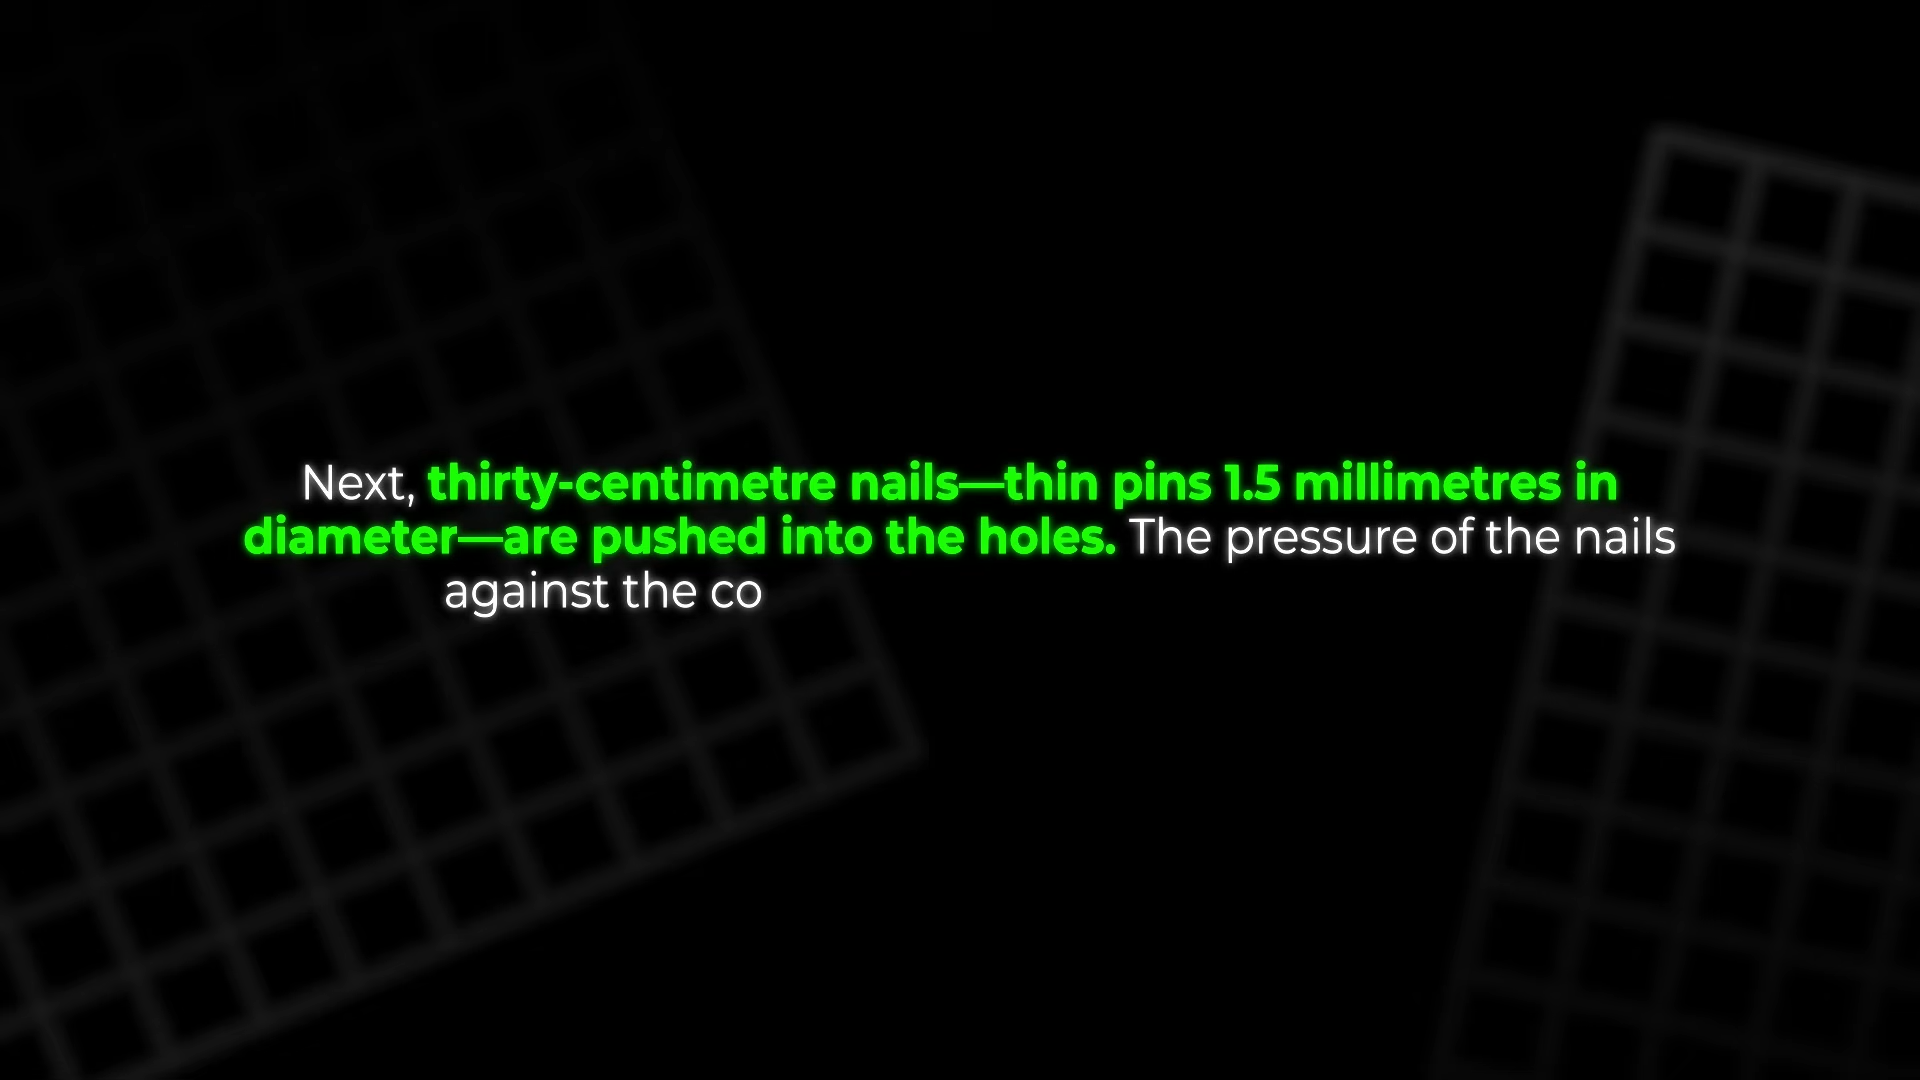 Next, thirty-centimetre nails—thin pins 1.5 millimetres in
diameter—are pushed into the holes. The pressure of the nails
against the co